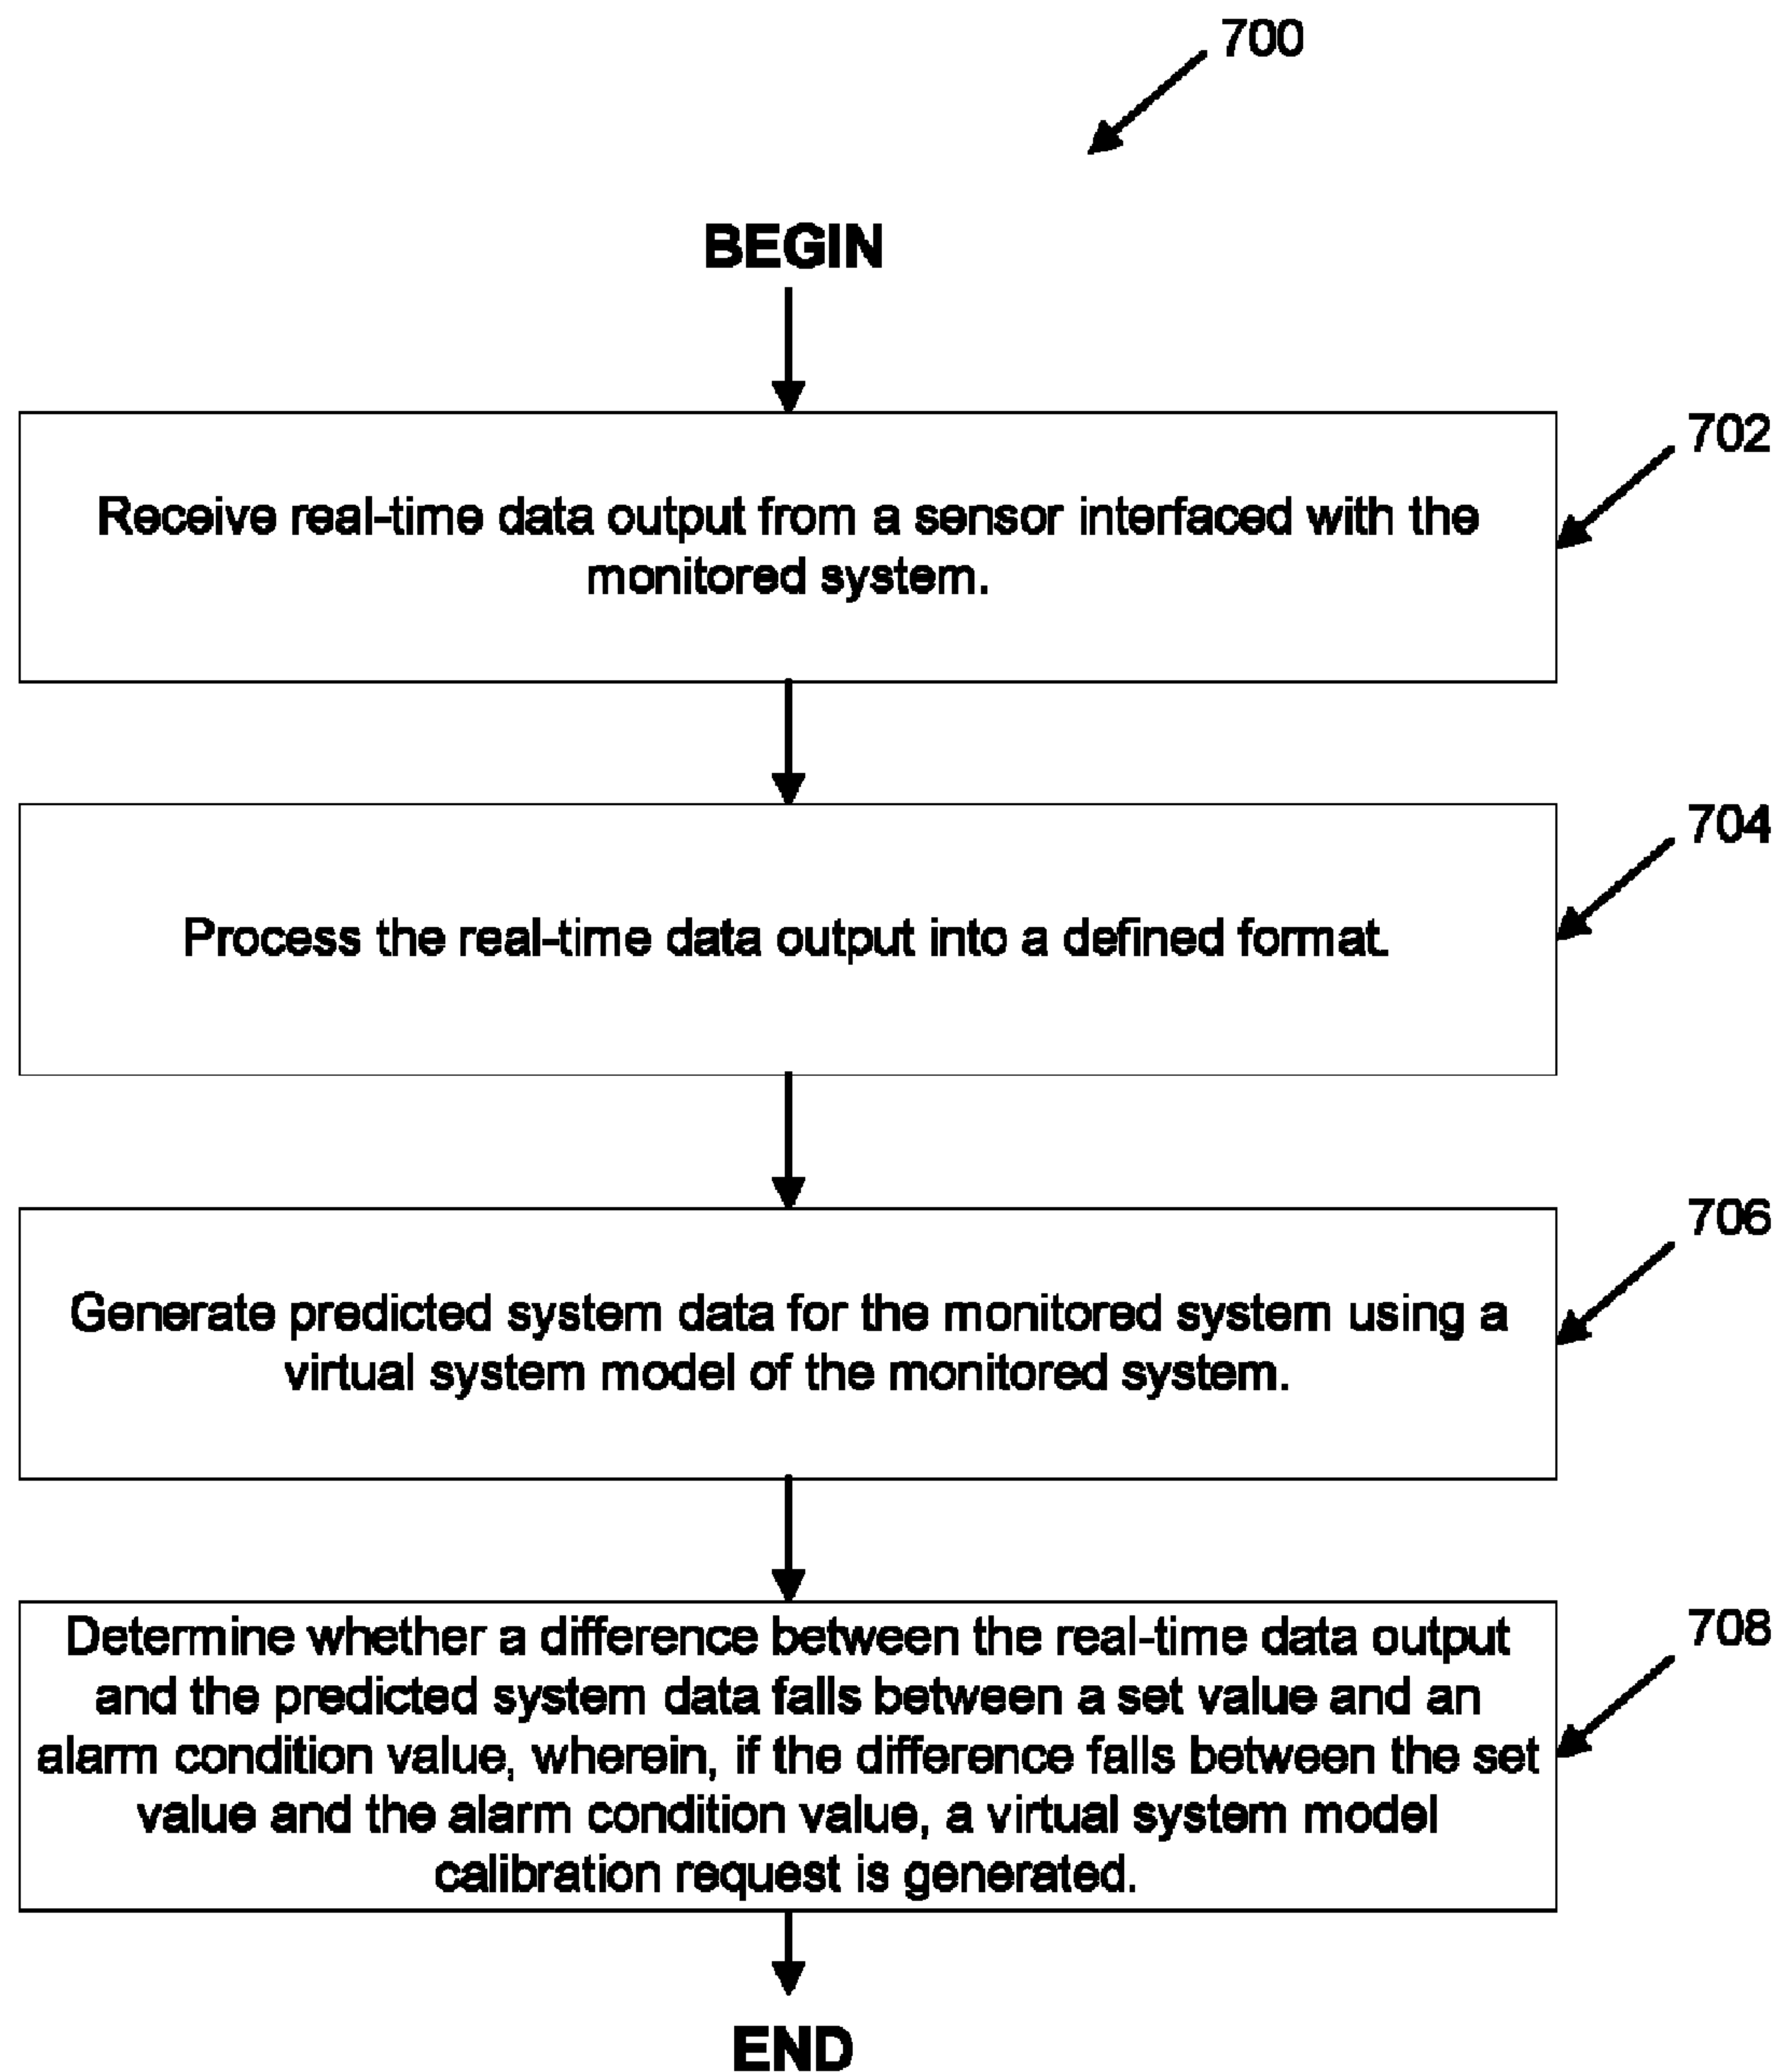 700
BEGIN
702
Receive real-time data output from a sensor interfaced with the
monitored system.
704
Process the real-time data output into a defined format.
706
Generate predicted system data for the monitored system using a
virtual system model of the monitored system.
708
Determine whether a difference between the real-time data output
and the predicted system data falls between a set value and an
alarm condition value, wherein, if the difference falls between the set
value and the alarm condition value, a virtual system model
calibration request is generated.
END